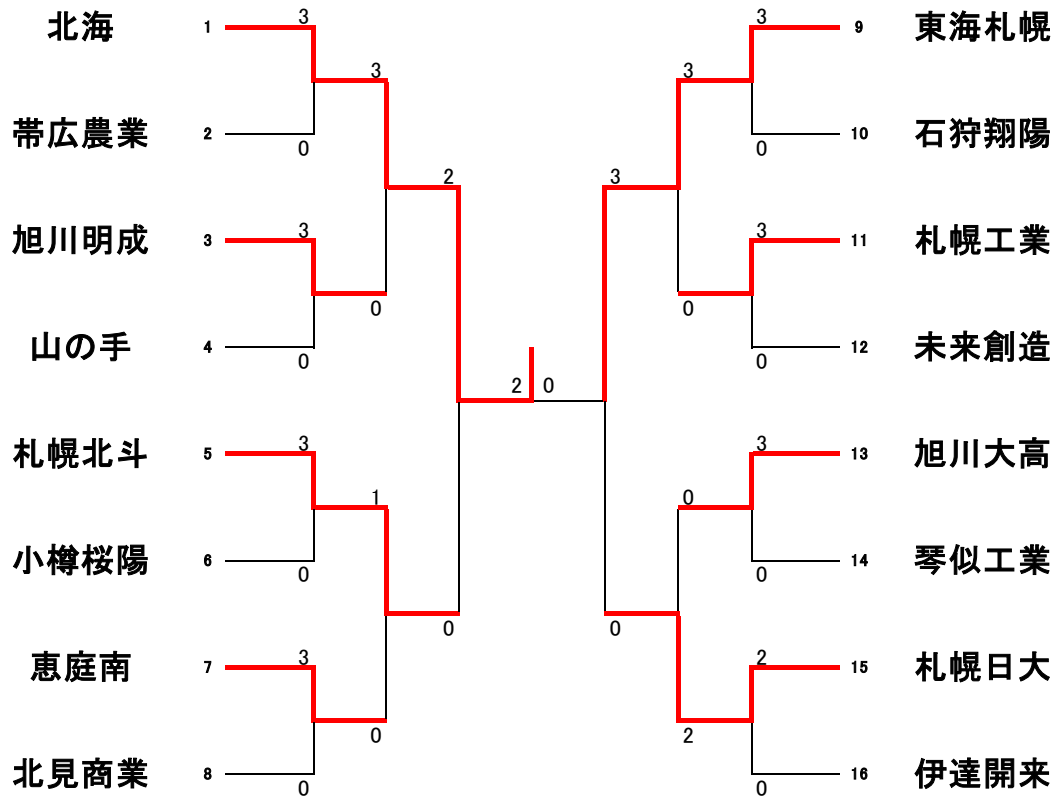 北海 1 3 3 9 東海札幌
3 3
帯広農業 2 0 0 10 石狩翔陽
2 3
旭川明成 3 3 3 11 札幌工業
0 0
山の手 4 0 0 12 未来創造
2 0
札幌北斗 5 3 3 13 旭川大高
1 0
小樽桜陽 6 0 0 14 琴似工業
0 0
恵庭南 7 3 2 15 札幌日大
0 2
北見商業 8 0 0 16 伊達開来